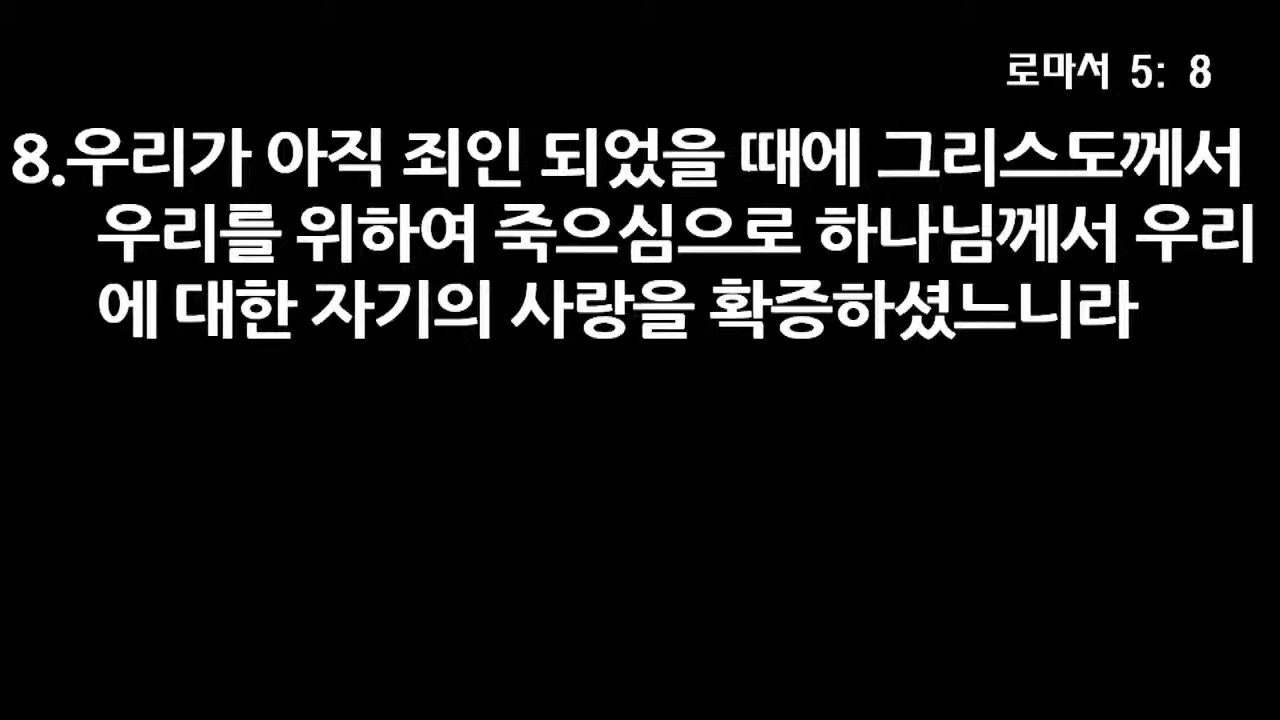 로마서 5: 8
8.우리가 아직 죄인 되었을 때에 그리스도께서
우리를 위하여 죽으심으로 하나님께서 우리
에 대한 자기의 사랑을 확증하셨느니라